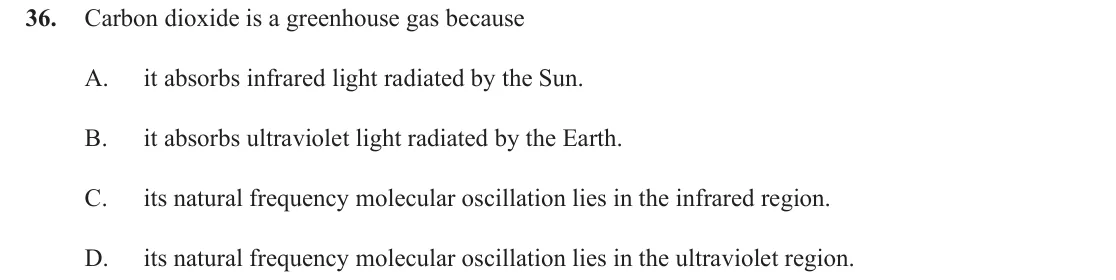 36. Carbon dioxide is a greenhouse gas because
A. it absorbs infrared light radiated by the Sun.
B. it absorbs ultraviolet light radiated by the Earth.
C. its natural frequency molecular oscillation lies in the infrared region.
D. its natural frequency molecular oscillation lies in the ultraviolet region.